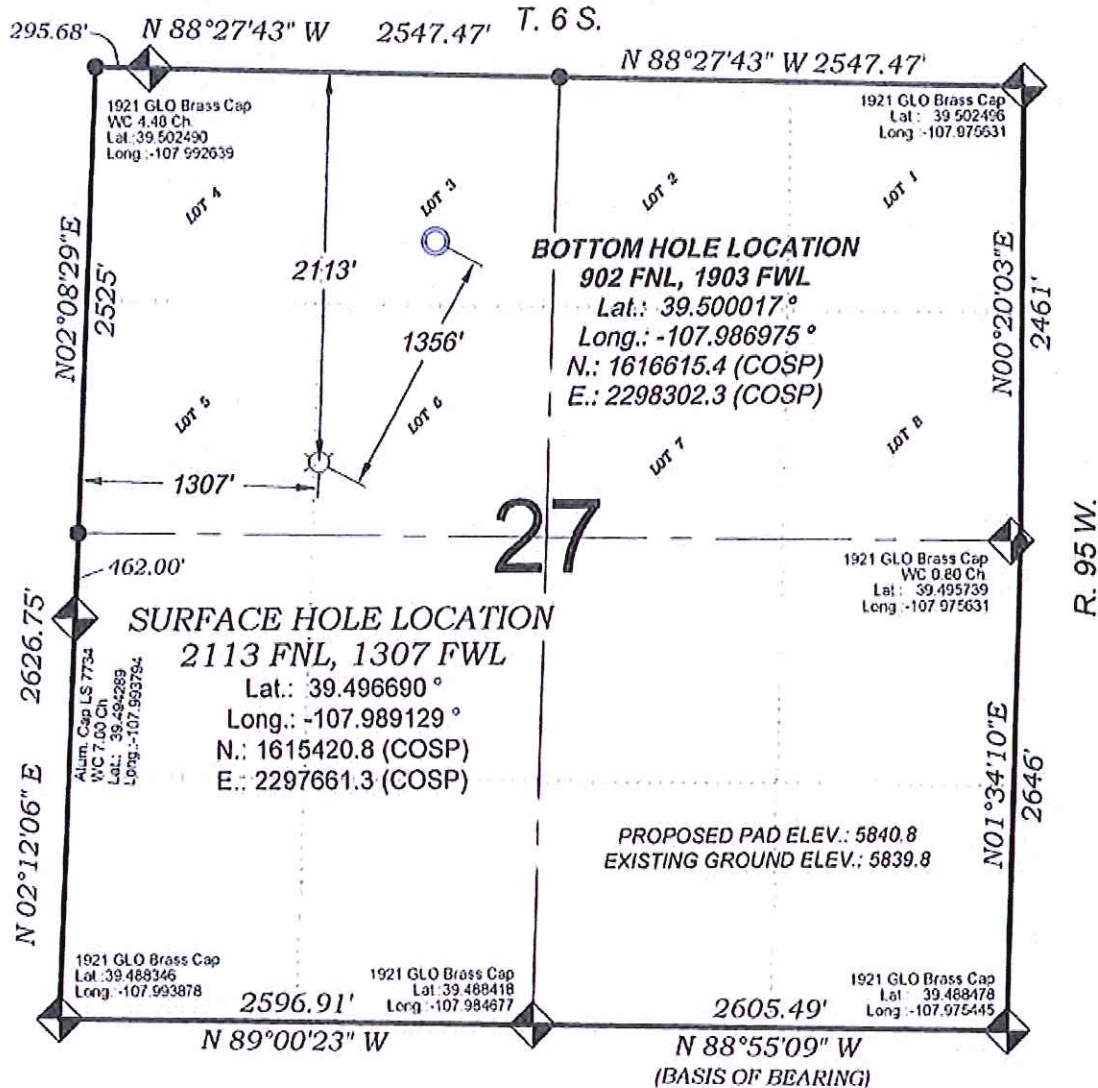 T. 6 S.
295.68'
N 88°27'43" W 2547.47'
N 88°27'43" W 2547.47'
1921 GLO Brass Cap
WC 4.48 Ch.
Lat.:39.502490
Long.:-107.992639
1921 GLO Brass Cap
Lat.: 39.502496
Long.:-107.975631
LOT 4
LOT 3
LOT 2
LOT 1
N02°08'29"E
2525'
2113'
1356'
BOTTOM HOLE LOCATION
902 FNL, 1903 FWL
Lat.: 39.500017 °
Long.: -107.986975 °
N.: 1616615.4 (COSP)
E.: 2298302.3 (COSP)
N00°20'03"E
2461'
LOT 5
LOT 6
LOT 7
LOT 8
1307'
27
R. 95 W.
462.00'
1921 GLO Brass Cap
WC 0.80 Ch.
Lat.: 39.495739
Long.:-107.975631
SURFACE HOLE LOCATION
2113 FNL, 1307 FWL
Lat.: 39.496690 °
Long.: -107.989129 °
N.: 1615420.8 (COSP)
E.: 2297661.3 (COSP)
Alum. Cap LS 7734
WC 7.00 Ch
Lat.: 39.494289
Long.:-107.993794
N 02°12'06" E 2626.75'
N01°34'10"E
2646'
PROPOSED PAD ELEV.: 5840.8
EXISTING GROUND ELEV.: 5839.8
1921 GLO Brass Cap
Lat.:39.488346
Long.:-107.993878
1921 GLO Brass Cap
Lat.:39.488418
Long.:-107.984677
1921 GLO Brass Cap
Lat.: 39.488478
Long.:-107.975445
2596.91'
N 89°00'23" W
2605.49'
N 88°55'09" W
(BASIS OF BEARING)